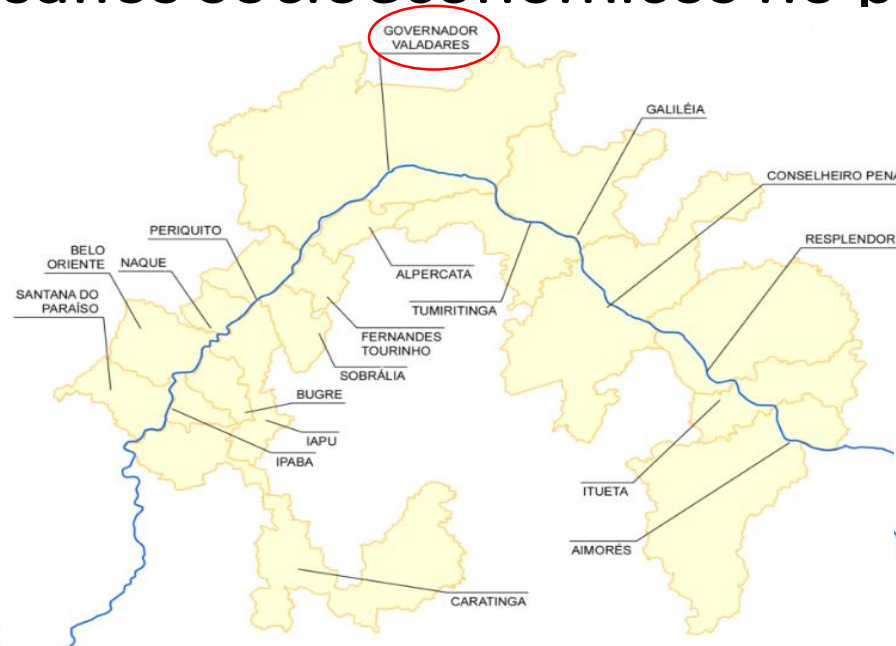 GOVERNADOR
VALADARES
GALILÉIA
CONSELHEIRO PENA
RESPLENDOR
PERIQUITO
BELO
ORIENTE
NAQUE
SANTANA DO
PARAÍSO
ALPERCATA
TUMIRITINGA
FERNANDES
TOURINHO
SOBRÁLIA
BUGRE
IAPU
IPABA
ITUETA
AIMORÉS
CARATINGA